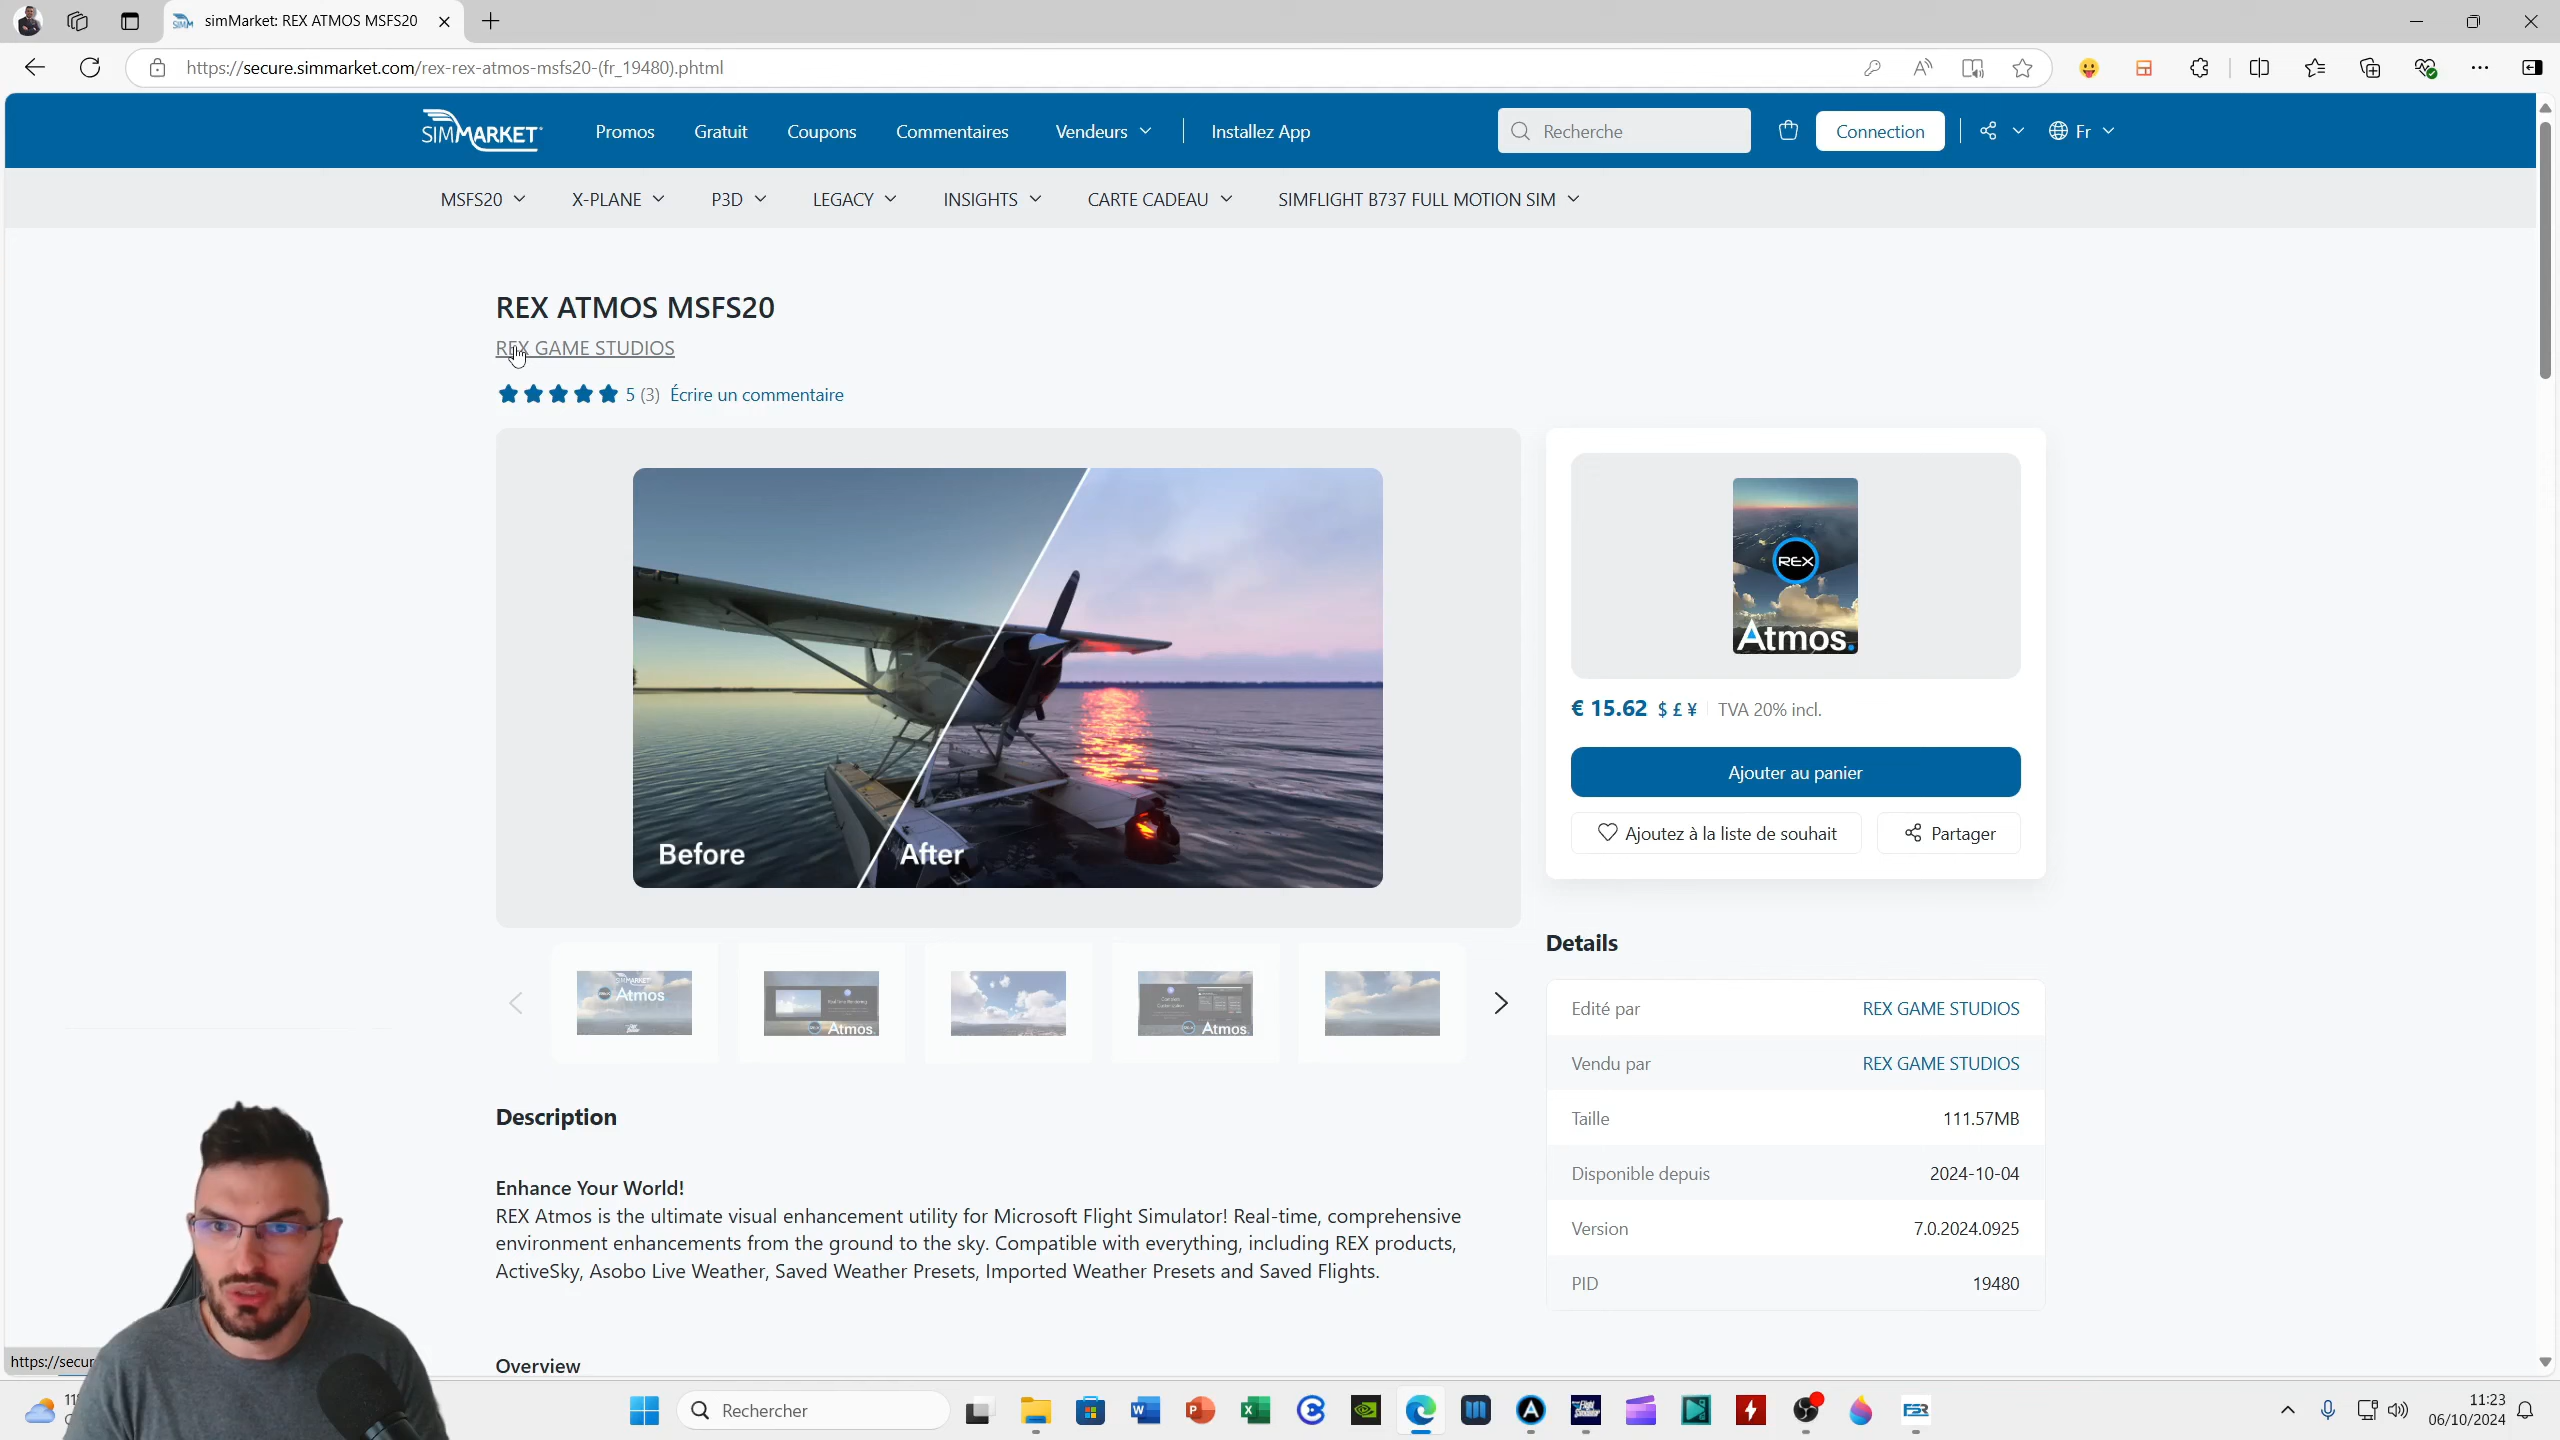 simMarket: REX ATMOS MSFS20
https://secure.simmarket.com/rex-rex-atmos-msfs20-(fr_19480).phtml
SIMMARKET
Promos
Gratuit
Coupons
Commentaires
Vendeurs
Installez App
Recherche
Connection
Fr
MSFS20
X-PLANE
P3D
LEGACY
INSIGHTS
CARTE CADEAU
SIMFLIGHT B737 FULL MOTION SIM
REX ATMOS MSFS20
REX GAME STUDIOS
5 (3) Écrire un commentaire
Before
After
REX
Atmos.
€ 15.62 $ £ ¥ TVA 20% incl.
Ajouter au panier
Ajoutez à la liste de souhait
Partager
SIMMARKET
Atmos
Atmos.
Atmos.
Details
Edité par REX GAME STUDIOS
Vendu par REX GAME STUDIOS
Taille 111.57MB
Disponible depuis 2024-10-04
Version 7.0.2024.0925
PID 19480
Description
Enhance Your World!
REX Atmos is the ultimate visual enhancement utility for Microsoft Flight Simulator! Real-time, comprehensive
environment enhancements from the ground to the sky. Compatible with everything, including REX products,
ActiveSky, Asobo Live Weather, Saved Weather Presets, Imported Weather Presets and Saved Flights.
Overview
https://secur
Rechercher
11:23
06/10/2024